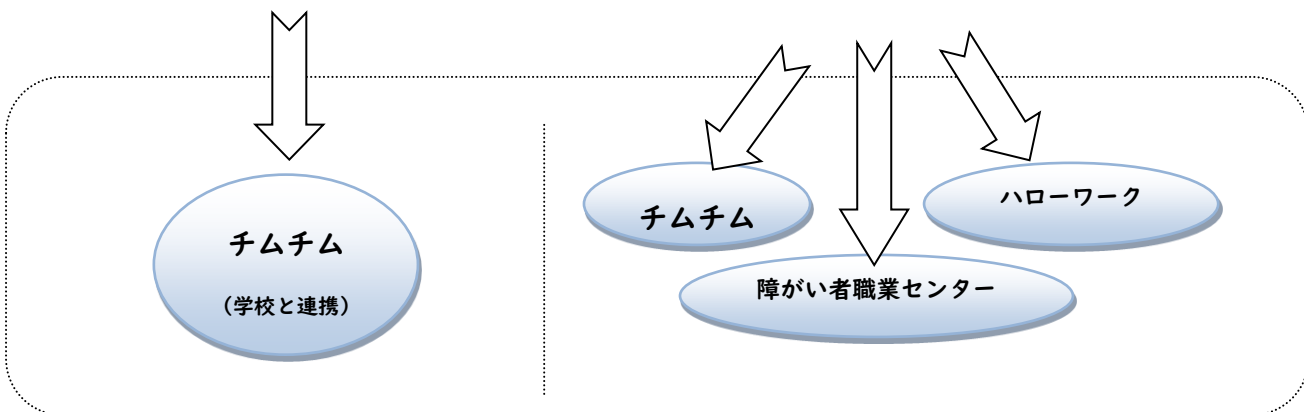 チムチム
（学校と連携）
チムチム
ハローワーク
障がい者職業センター